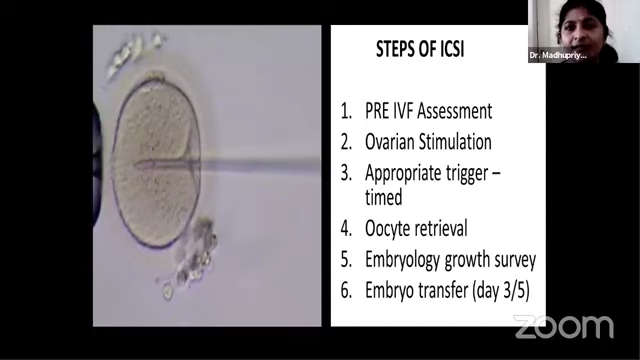 STEPS OF ICSI
1. PRE IVF Assessment
2. Ovarian Stimulation
3. Appropriate trigger –
timed
4. Oocyte retrieval
5. Embryology growth survey
6. Embryo transfer (day 3/5)
Dr. Madhupriy...
zoom